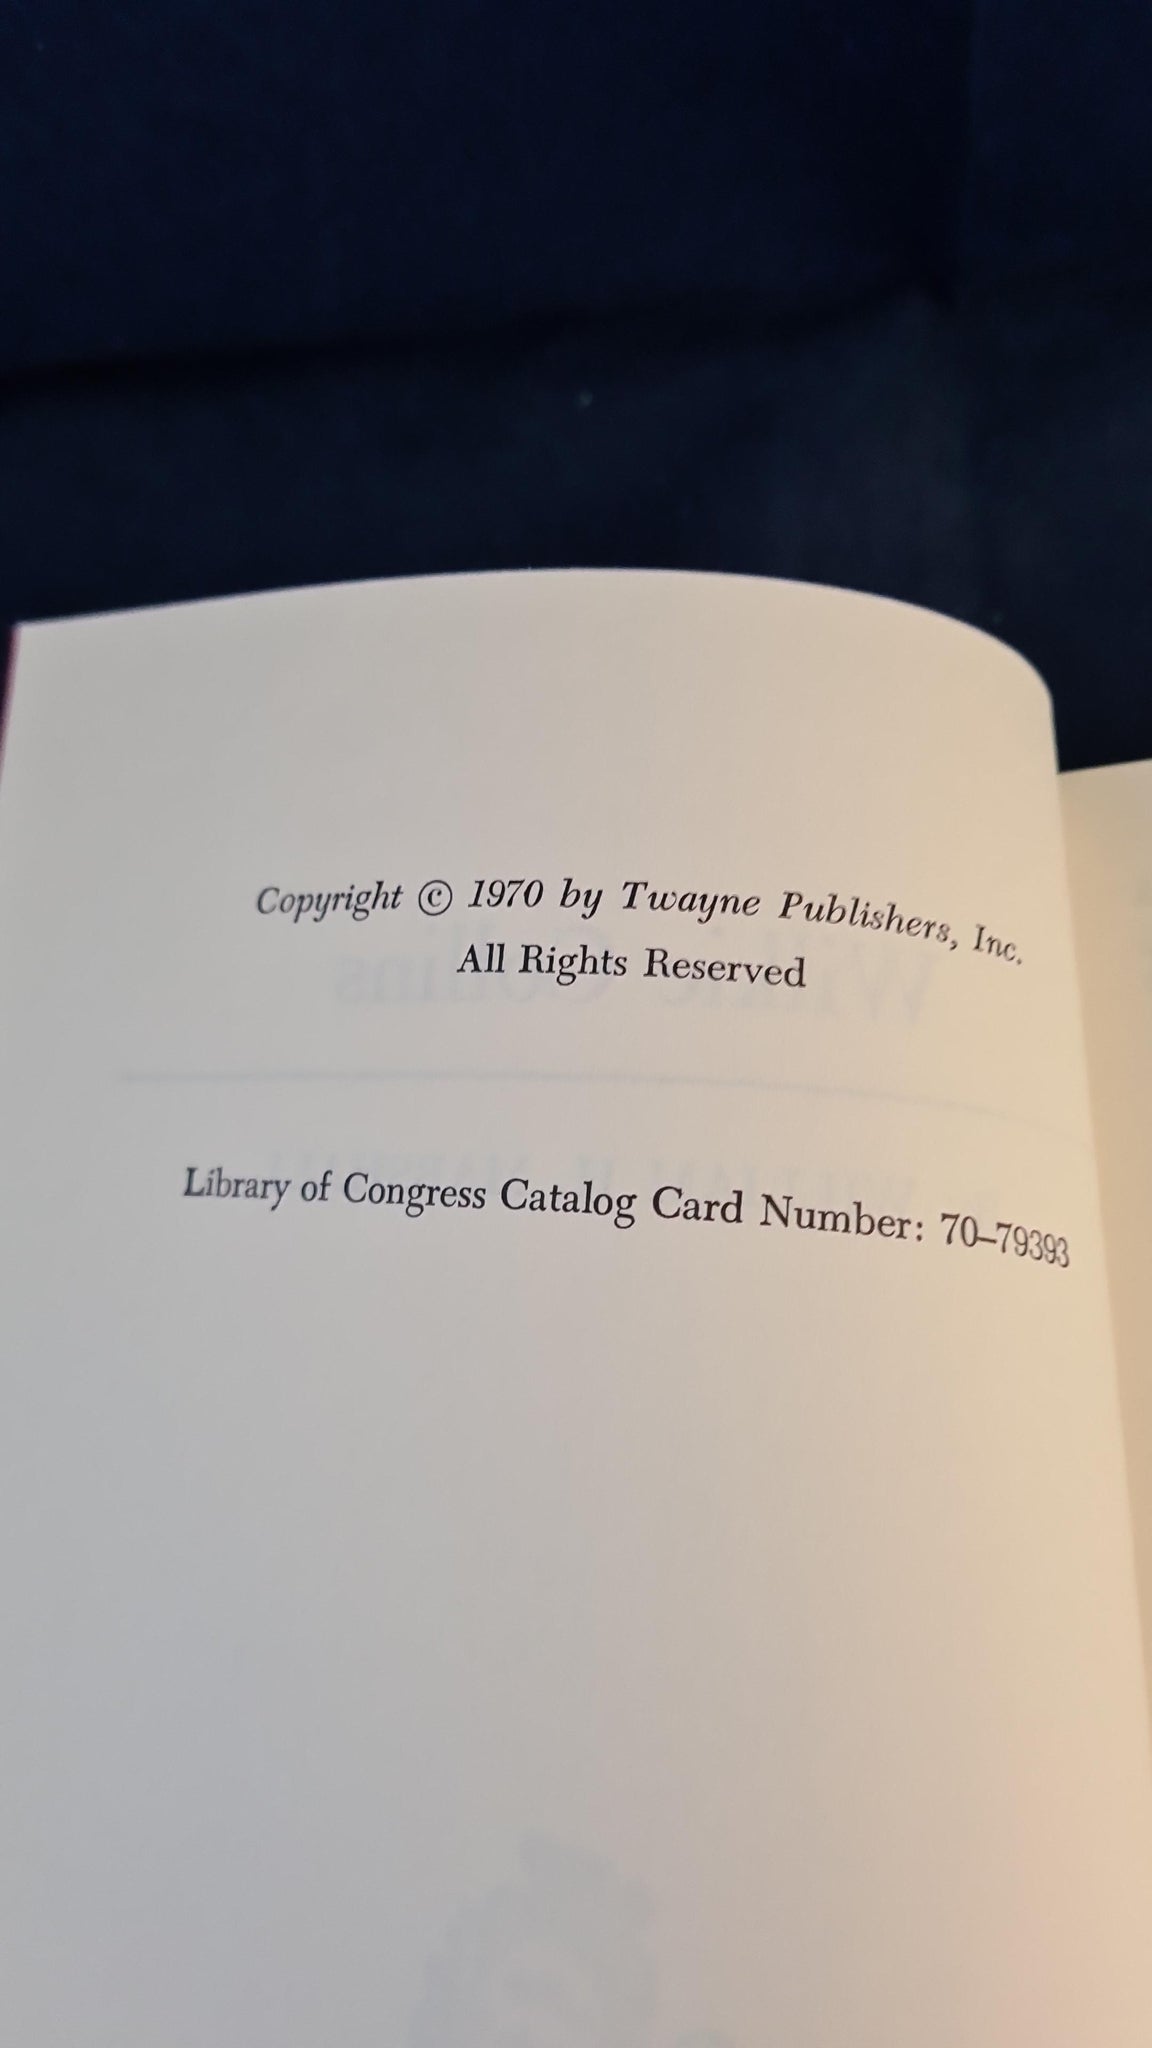 Copyright © 1970 by Twayne Publishers, Inc.
All Rights Reserved
Library of Congress Catalog Card Number: 70–79393